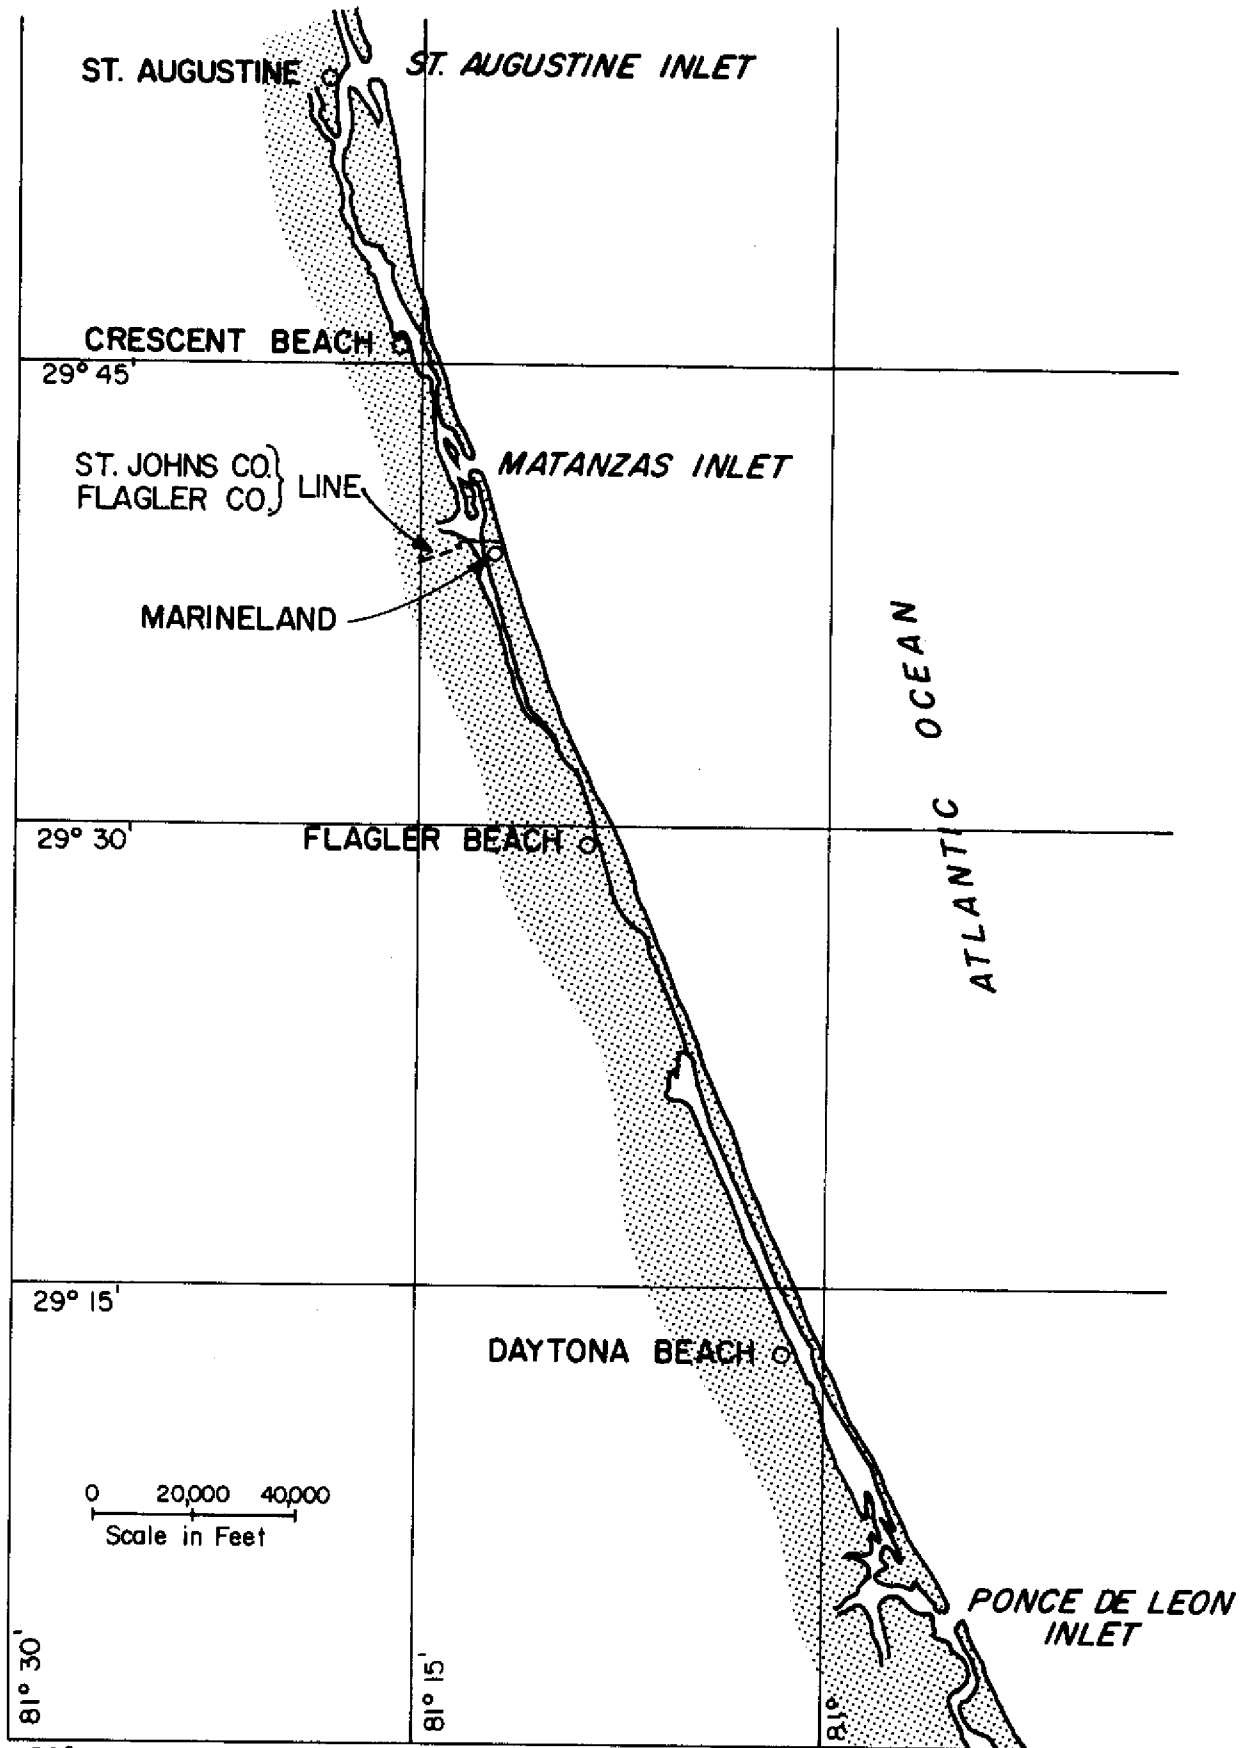 ST. AUGUSTINE
ST. AUGUSTINE INLET
CRESCENT BEACH
29° 45'
ST. JOHNS CO.
FLAGLER CO.
LINE
MATANZAS INLET
MARINELAND
ATLANTIC OCEAN
29° 30'
FLAGLER BEACH
29° 15'
DAYTONA BEACH
0 20,000 40,000
Scale in Feet
PONCE DE LEON
INLET
81° 30'
81° 15'
81°